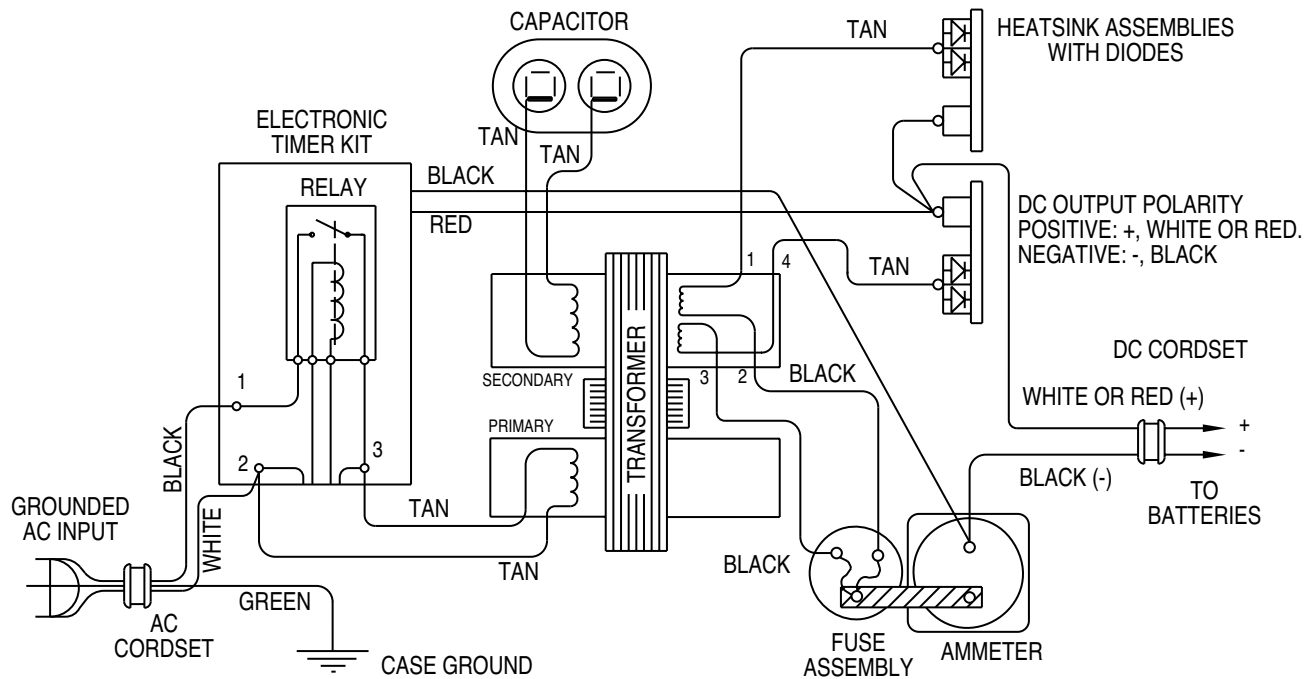 CAPACITOR
TAN
HEATSINK ASSEMBLIES
WITH DIODES
ELECTRONIC
TIMER KIT
TAN
TAN
RELAY
BLACK
RED
DC OUTPUT POLARITY
POSITIVE: +, WHITE OR RED.
NEGATIVE: -, BLACK
1
4
TAN
TRANSFORMER
DC CORDSET
SECONDARY
3
2
BLACK
1
WHITE OR RED (+)
+
PRIMARY
BLACK
2
3
-
BLACK (-)
TO
BATTERIES
GROUNDED
AC INPUT
WHITE
TAN
TAN
BLACK
GREEN
AC
CORDSET
CASE GROUND
FUSE
ASSEMBLY
AMMETER